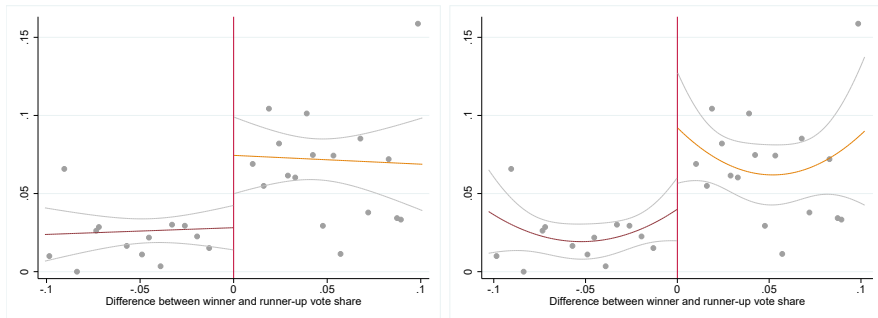 .15
.1
.05
0
-.1 -.05 0 .05 .1
Difference between winner and runner-up vote share
.15
.1
.05
0
-.1 -.05 0 .05 .1
Difference between winner and runner-up vote share